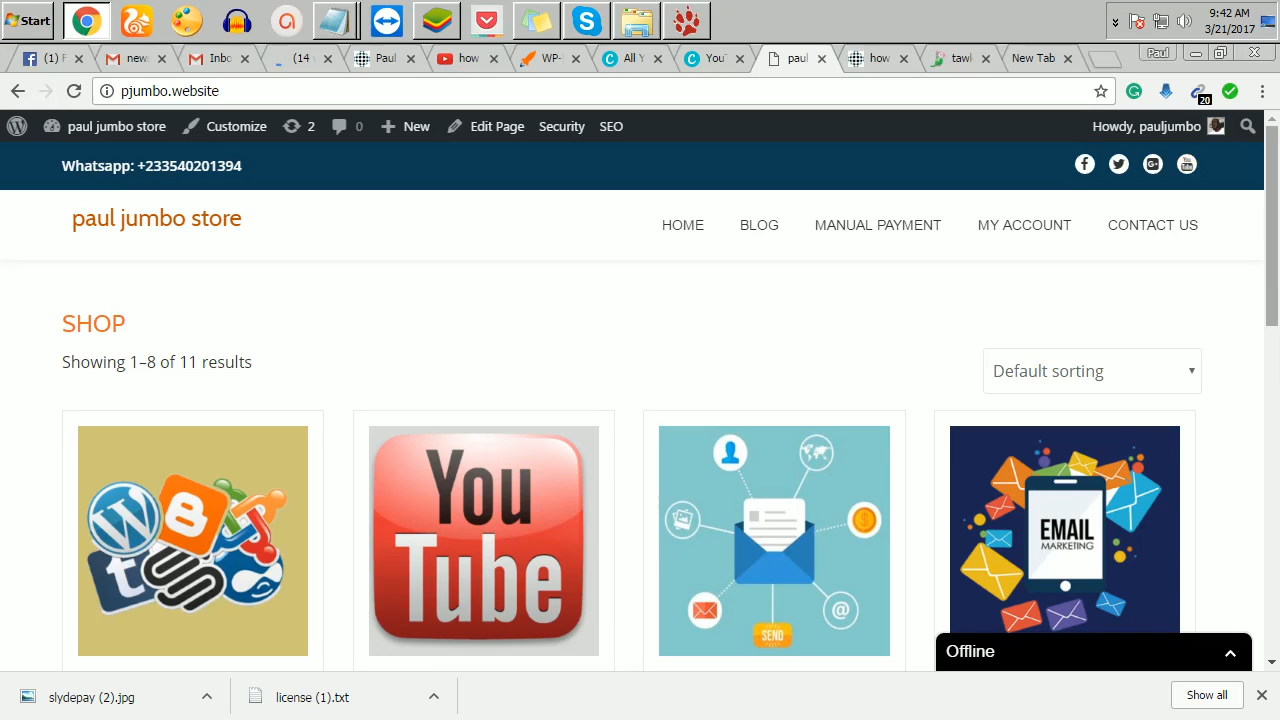 Start
9:42 AM
3/21/2017
(1) F
news
Inbo
(14
Paul
how
WP-
All Y
You
paul
how
tawk
New Tab
Paul
pjumbo.website
20
paul jumbo store
Customize
2
0
New
Edit Page
Security
SEO
Howdy, pauljumbo
Whatsapp: +233540201394
paul jumbo store
HOME
BLOG
MANUAL PAYMENT
MY ACCOUNT
CONTACT US
SHOP
Showing 1–8 of 11 results
Default sorting
You
Tube
SEND
EMAIL
MARKETING
Offline
slydepay (2).jpg
license (1).txt
Show all